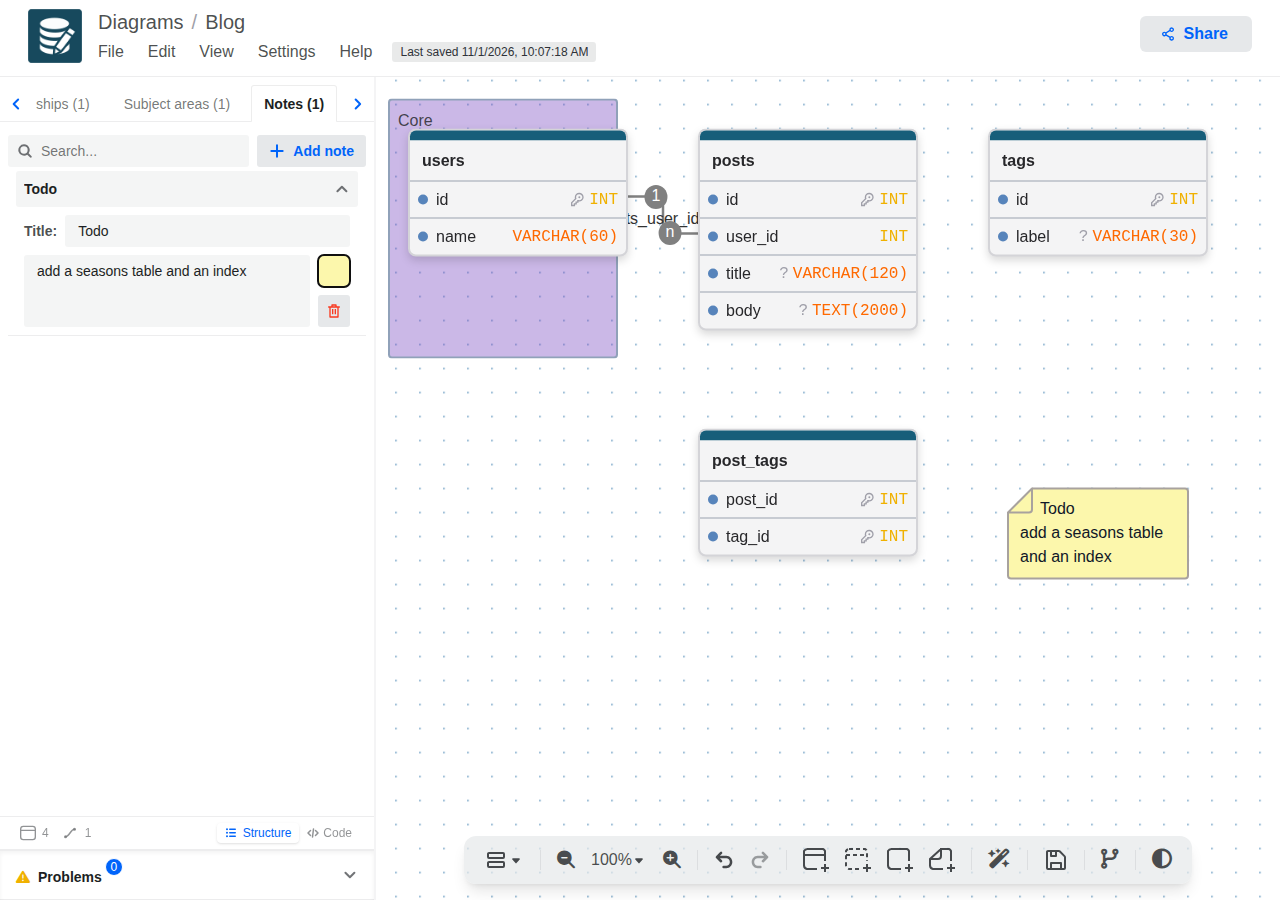 Diagrams / Blog
File Edit View Settings Help Last saved 11/1/2026, 10:07:18 AM
Share
ships (1) Subject areas (1) Notes (1)
Search... Add note
Todo
Title: Todo
add a seasons table and an index
Core
users
id INT
name VARCHAR(60)
1
ts_user_id
n
posts
id INT
user_id INT
title ? VARCHAR(120)
body ? TEXT(2000)
tags
id INT
label ? VARCHAR(30)
post_tags
post_id INT
tag_id INT
Todo
add a seasons table
and an index
4 1 Structure Code
Problems 0
100%